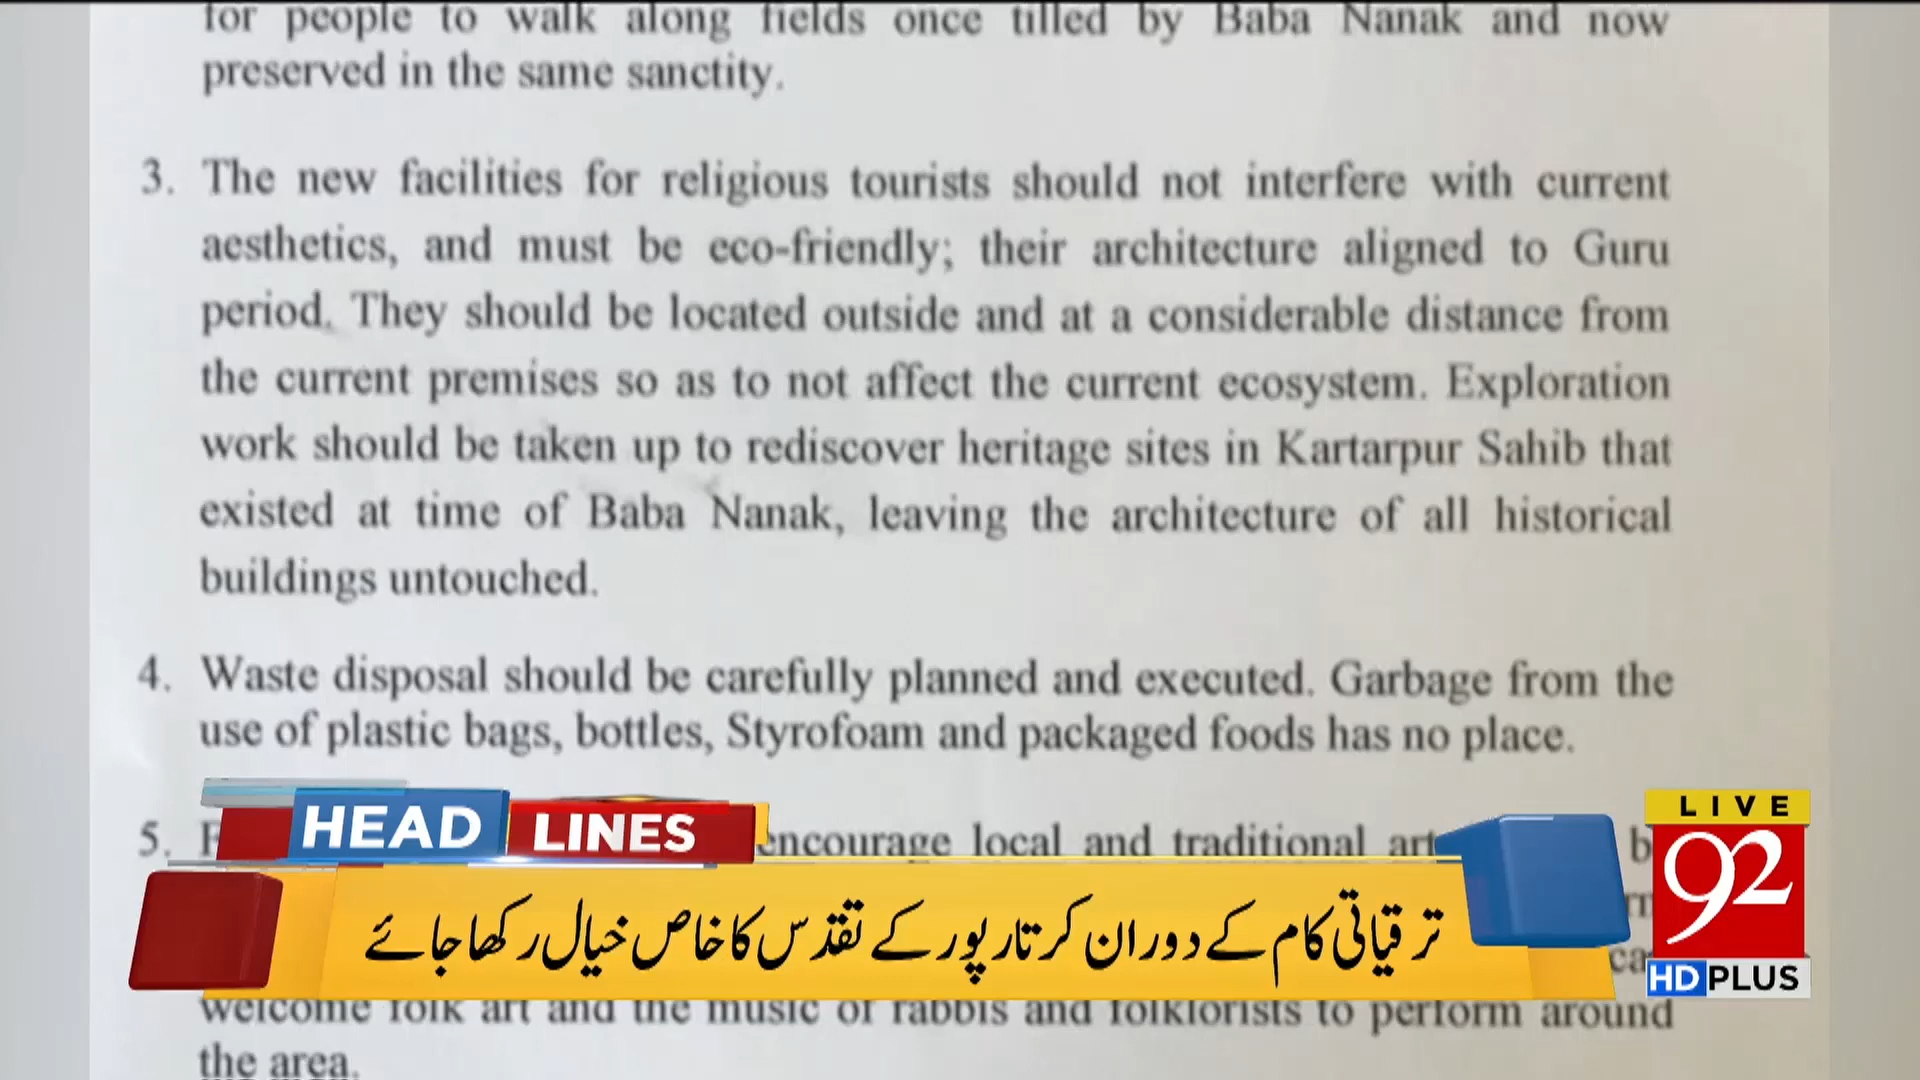 for people to walk along fields once tilled by Baba Nanak and now
preserved in the same sanctity.
3. The new facilities for religious tourists should not interfere with current
aesthetics, and must be eco-friendly; their architecture aligned to Guru
period. They should be located outside and at a considerable distance from
the current premises so as to not affect the current ecosystem. Exploration
work should be taken up to rediscover heritage sites in Kartarpur Sahib that
existed at time of Baba Nanak, leaving the architecture of all historical
buildings untouched.
4. Waste disposal should be carefully planned and executed. Garbage from the
use of plastic bags, bottles, Styrofoam and packaged foods has no place.
5. encourage local and traditional
HEAD LINES
ترقیاتی کام کے دوران کرتارپور کے تقدس کا خاص خیال رکھا جائے
LIVE
92
HD PLUS
welcome folk art and the music of rabbis and folklorists to perform around
the area.